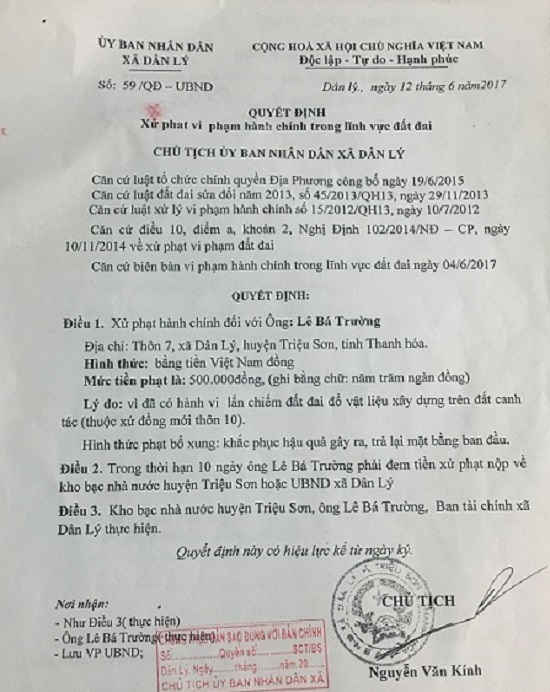 ỦY BAN NHÂN DÂN
XÃ DÂN LÝ
CỘNG HOÀ XÃ HỘI CHỦ NGHĨA VIỆT NAM
Độc lập - Tự do - Hạnh phúc
Số: 59/QĐ – UBND
Dân lý, ngày 12 tháng 6 năm2017
QUYẾT ĐỊNH
Xử phạt vi phạm hành chính trong lĩnh vực đất đai
CHỦ TỊCH ỦY BAN NHÂN DÂN XÃ DÂN LÝ
Căn cứ luật tổ chức chính quyền Địa Phương công bố ngày 19/6/2015
Căn cứ luật đất đai sửa đổi năm 2013, số 45/2013/QH13, ngày 29/11/2013
Căn cứ luật xử lý vi phạm hành chính số 15/2012/QH13, ngày 10/7/2012
Căn cứ điều 10, điểm a, khoản 2, Nghị Định 102/2014/NĐ – CP, ngày
10/11/2014 về xử phạt vi phạm đất đai
Căn cứ biên bản vi phạm hành chính trong lĩnh vực đất đai ngày 04/6/2017
QUYẾT ĐỊNH:
Điều 1. Xử phạt hành chính đối với Ông: Lê Bá Trường
Địa chỉ: Thôn 7, xã Dân Lý, huyện Triệu Sơn, tỉnh Thanh hóa.
Hình thức: bằng tiền Việt Nam đồng
Mức tiền phạt là: 500.000đồng, (ghi bằng chữ: năm trăm ngàn đồng)
Lý do: vì đã có hành vi lấn chiếm đất đai đổ vật liệu xây dựng trên đất canh
tác (thuộc xứ đồng mới thôn 10).
Hình thức phạt bổ xung: khắc phục hậu quả gây ra, trả lại mặt bằng ban đầu.
Điều 2. Trong thời hạn 10 ngày ông Lê Bá Trường phải đem tiền xử phạt nộp về
kho bạc nhà nước huyện Triệu Sơn hoặc UBND xã Dân Lý
Điều 3. Kho bạc nhà nước huyện Triệu Sơn, ông Lê Bá Trường, Ban tài chính xã
Dân Lý thực hiện.
Quyết định này có hiệu lực kể từ ngày ký.
Nơi nhận:
- Như Điều 3( thực hiện)
- Ông Lê Bá Trường( thực hiện)
- Lưu VP UBND;
CHỦ TỊCH
BẢN SAO ĐÚNG VỚI BẢN CHÍNH
Số:............Quyển số............SCT/BS
Dân Lý, Ngày......tháng......năm 20....
CHỦ TỊCH ỦY BAN NHÂN DÂN XÃ
Nguyễn Văn Kính